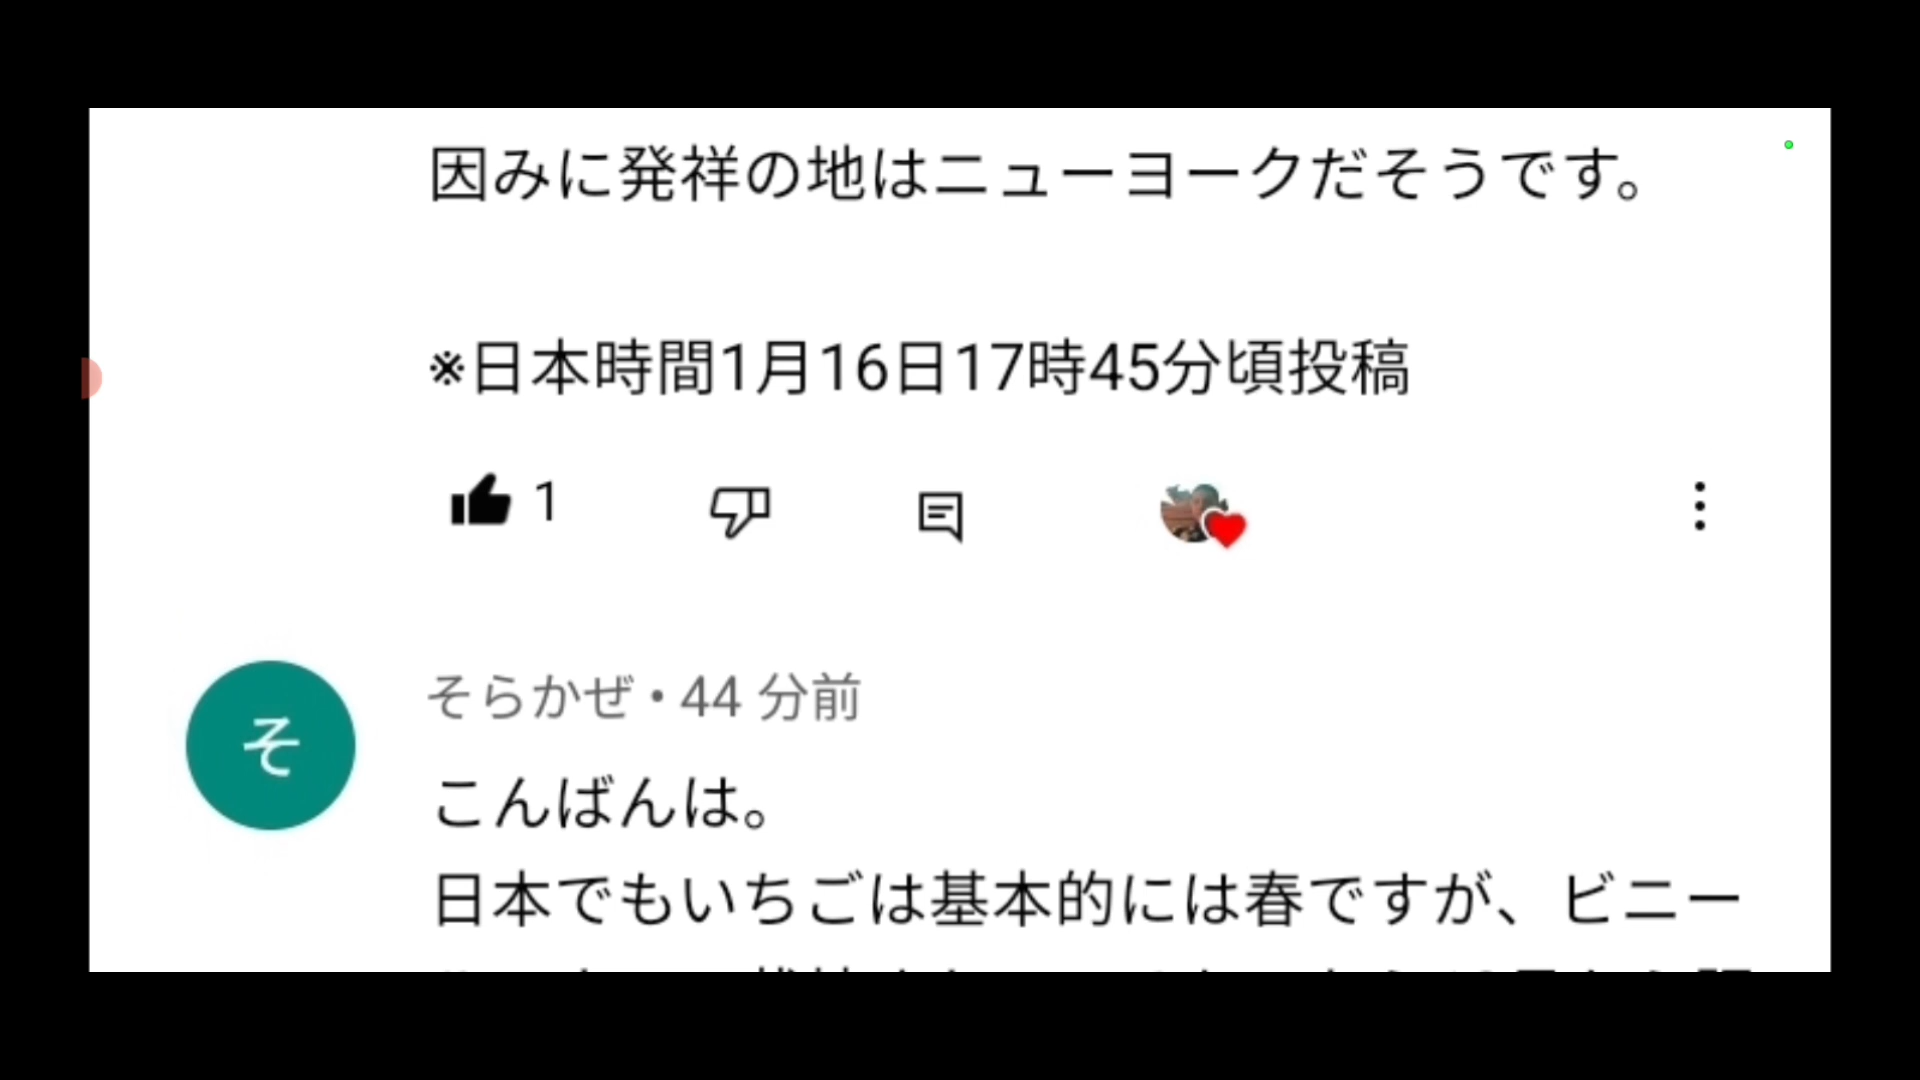 因みに発祥の地はニューヨークだそうです。
※日本時間1月16日17時45分頃投稿
1
そ
そらかぜ • 44 分前
こんばんは。
日本でもいちごは基本的には春ですが、ビニー